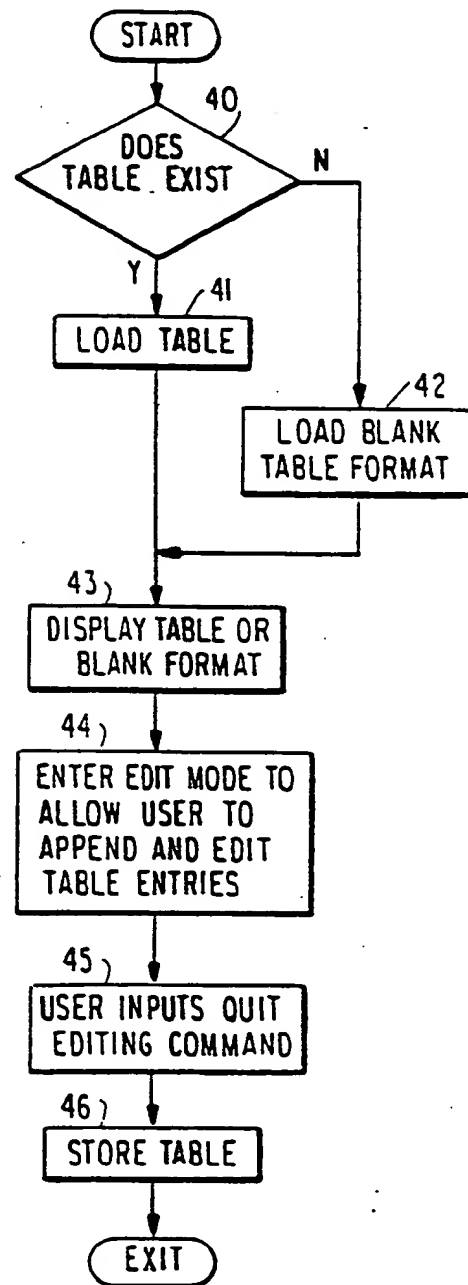 START
40
DOES
TABLE EXIST
N
Y
41
LOAD TABLE
42
LOAD BLANK
TABLE FORMAT
43
DISPLAY TABLE OR
BLANK FORMAT
44
ENTER EDIT MODE TO
ALLOW USER TO
APPEND AND EDIT
TABLE ENTRIES
45
USER INPUTS QUIT
EDITING COMMAND
46
STORE TABLE
EXIT